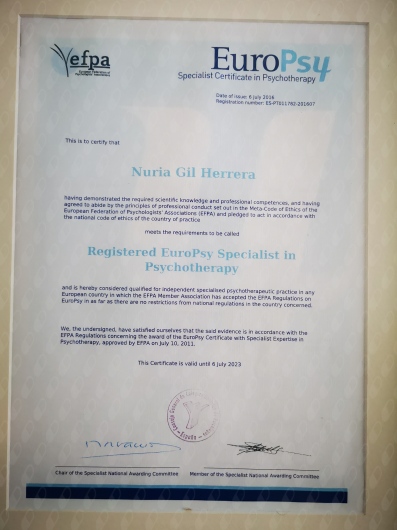 efpa
European Federation of
Psychologists' Associations
EuroPsy
Specialist Certificate in Psychotherapy
Date of issue: 6 July 2016
Registration number: ES-PT011782-201607
This is to certify that
Nuria Gil Herrera
having demonstrated the required scientific knowledge and professional competencies, and having
agreed to abide by the principles of professional conduct set out in the Meta-Code of Ethics of the
European Federation of Psychologists' Associations (EFPA) and pledged to act in accordance with
the national code of ethics of the country of practice
meets the requirements to be called
Registered EuroPsy Specialist in
Psychotherapy
and is hereby considered qualified for independent specialised psychotherapeutic practice in any
European country in which the EFPA Member Association has accepted the EFPA Regulations on
EuroPsy in as far as there are no restrictions from national regulations in the country concerned.
We, the undersigned, have satisfied ourselves that the said evidence is in accordance with the
EFPA Regulations concerning the award of the EuroPsy Certificate with Specialist Expertise in
Psychotherapy, approved by EFPA on July 10, 2011.
This Certificate is valid until 6 July 2023
España
Chair of the Specialist National Awarding Committee
Member of the Specialist National Awarding Committee